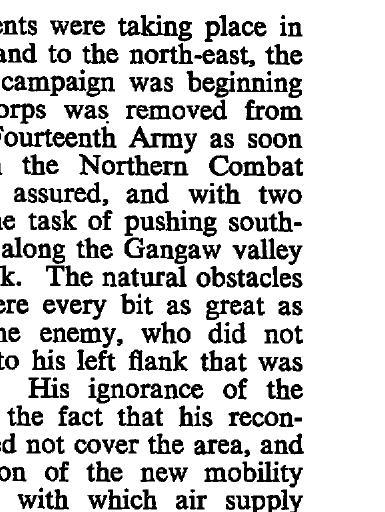 ents were taking place in
and to the north-east, the
campaign was beginning
orps was removed from
Fourteenth Army as soon
the Northern Combat
assured, and with two
e task of pushing south-
along the Gangaw valley
k. The natural obstacles
ere every bit as great as
he enemy, who did not
to his left flank that was
His ignorance of the
the fact that his recon-
ed not cover the area, and
on of the new mobility
with which air supply